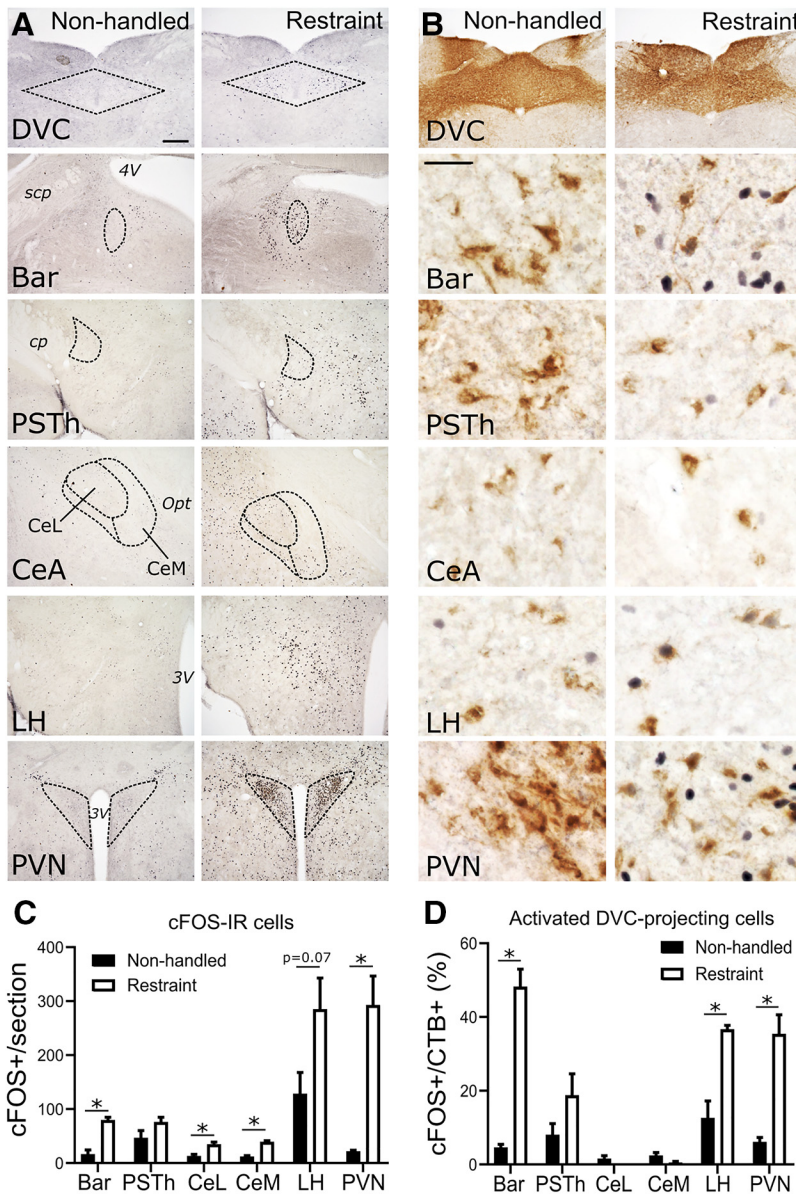 A Non-handled Restraint
DVC
scp
4V
Bar
cp
PSTh
CeL
Opt
CeM
CeA
3V
LH
3V
PVN
B Non-handled Restraint
DVC
Bar
PSTh
CeA
LH
PVN
C
cFOS-IR cells
cFOS+/section
400
300
200
100
0
Non-handled
Restraint
p=0.07
*
*
*
*
Bar PSTh CeL CeM LH PVN
D
Activated DVC-projecting cells
cFOS+/CTB+ (%)
60
40
20
0
Non-handled
Restraint
*
*
*
Bar PSTh CeL CeM LH PVN